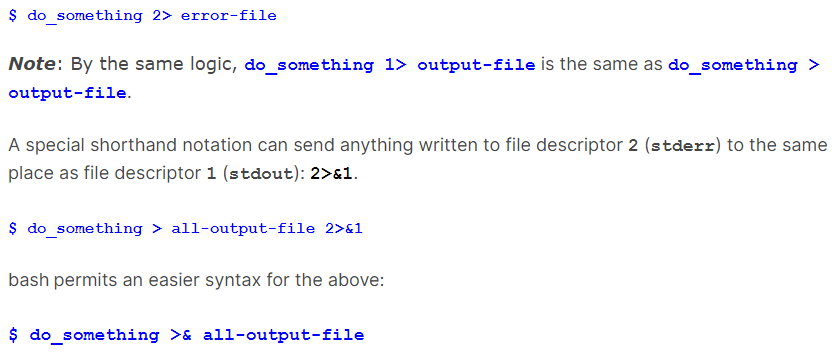 $ do_something 2> error-file
Note: By the same logic, do_something 1> output-file is the same as do_something >
output-file.
A special shorthand notation can send anything written to file descriptor 2 (stderr) to the same
place as file descriptor 1 (stdout): 2>&1.
$ do_something > all-output-file 2>&1
bash permits an easier syntax for the above:
$ do_something >& all-output-file